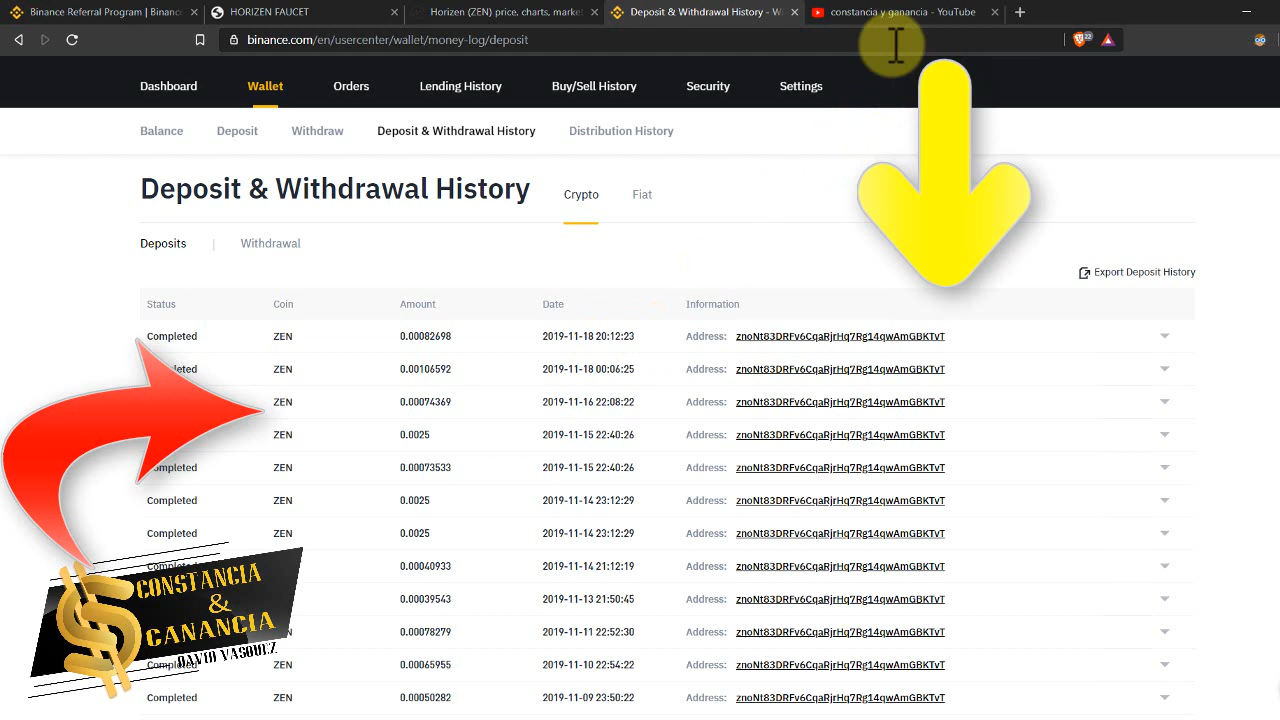 Binance Referral Program | Binanc
HORIZEN FAUCET
Horizen (ZEN) price, charts, market
Deposit & Withdrawal History - W
constancia y ganancia - YouTube
binance.com/en/usercenter/wallet/money-log/deposit
22
Dashboard Wallet Orders Lending History Buy/Sell History Security Settings
Balance Deposit Withdraw Deposit & Withdrawal History Distribution History
Deposit & Withdrawal History Crypto Fiat
Deposits | Withdrawal
Export Deposit History
Status Coin Amount Date Information
Completed ZEN 0.00082698 2019-11-18 20:12:23 Address: znoNt83DRFv6CqaRjrHq7Rg14qwAmGBKTvT
pleted ZEN 0.00106592 2019-11-18 00:06:25 Address: znoNt83DRFv6CqaRjrHq7Rg14qwAmGBKTvT
ZEN 0.00074369 2019-11-16 22:08:22 Address: znoNt83DRFv6CqaRjrHq7Rg14qwAmGBKTvT
ZEN 0.0025 2019-11-15 22:40:26 Address: znoNt83DRFv6CqaRjrHq7Rg14qwAmGBKTvT
ompleted ZEN 0.00073533 2019-11-15 22:40:26 Address: znoNt83DRFv6CqaRjrHq7Rg14qwAmGBKTvT
Completed ZEN 0.0025 2019-11-14 23:12:29 Address: znoNt83DRFv6CqaRjrHq7Rg14qwAmGBKTvT
Completed ZEN 0.0025 2019-11-14 23:12:29 Address: znoNt83DRFv6CqaRjrHq7Rg14qwAmGBKTvT
Completed ZEN 0.00040933 2019-11-14 21:12:19 Address: znoNt83DRFv6CqaRjrHq7Rg14qwAmGBKTvT
0.00039543 2019-11-13 21:50:45 Address: znoNt83DRFv6CqaRjrHq7Rg14qwAmGBKTvT
0.00078279 2019-11-11 22:52:30 Address: znoNt83DRFv6CqaRjrHq7Rg14qwAmGBKTvT
Completed ZEN 0.00065955 2019-11-10 22:54:22 Address: znoNt83DRFv6CqaRjrHq7Rg14qwAmGBKTvT
Completed ZEN 0.00050282 2019-11-09 23:50:22 Address: znoNt83DRFv6CqaRjrHq7Rg14qwAmGBKTvT
CONSTANCIA
&
GANANCIA
DAVID VASQUEZ